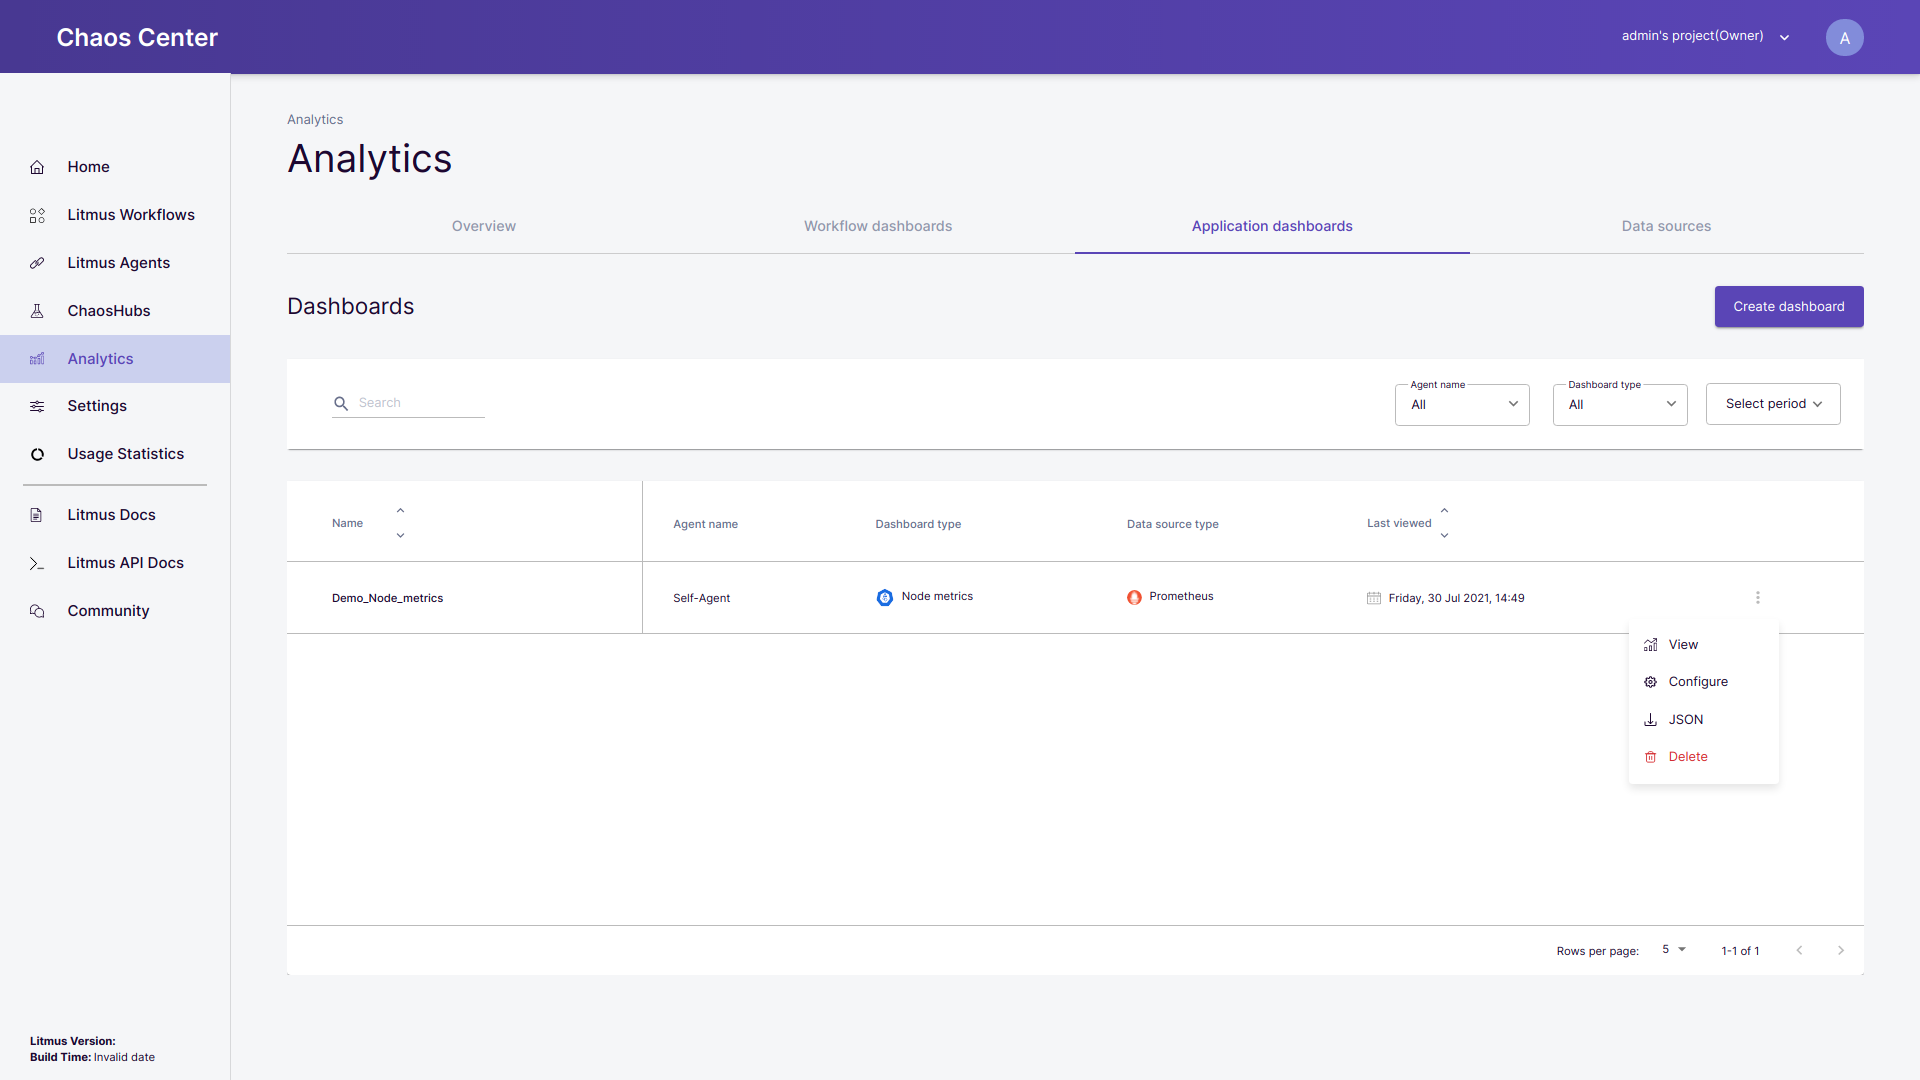 Chaos Center
admin's project(Owner)
A
Home
Litmus Workflows
Litmus Agents
ChaosHubs
Analytics
Settings
Usage Statistics
Litmus Docs
Litmus API Docs
Community
Litmus Version:
Build Time: Invalid date
Analytics
Analytics
Overview
Workflow dashboards
Application dashboards
Data sources
Dashboards
Create dashboard
Search
Agent name
All
Dashboard type
All
Select period
Name
Agent name
Dashboard type
Data source type
Last viewed
Demo_Node_metrics
Self-Agent
Node metrics
Prometheus
Friday, 30 Jul 2021, 14:49
View
Configure
JSON
Delete
Rows per page:
5
1-1 of 1